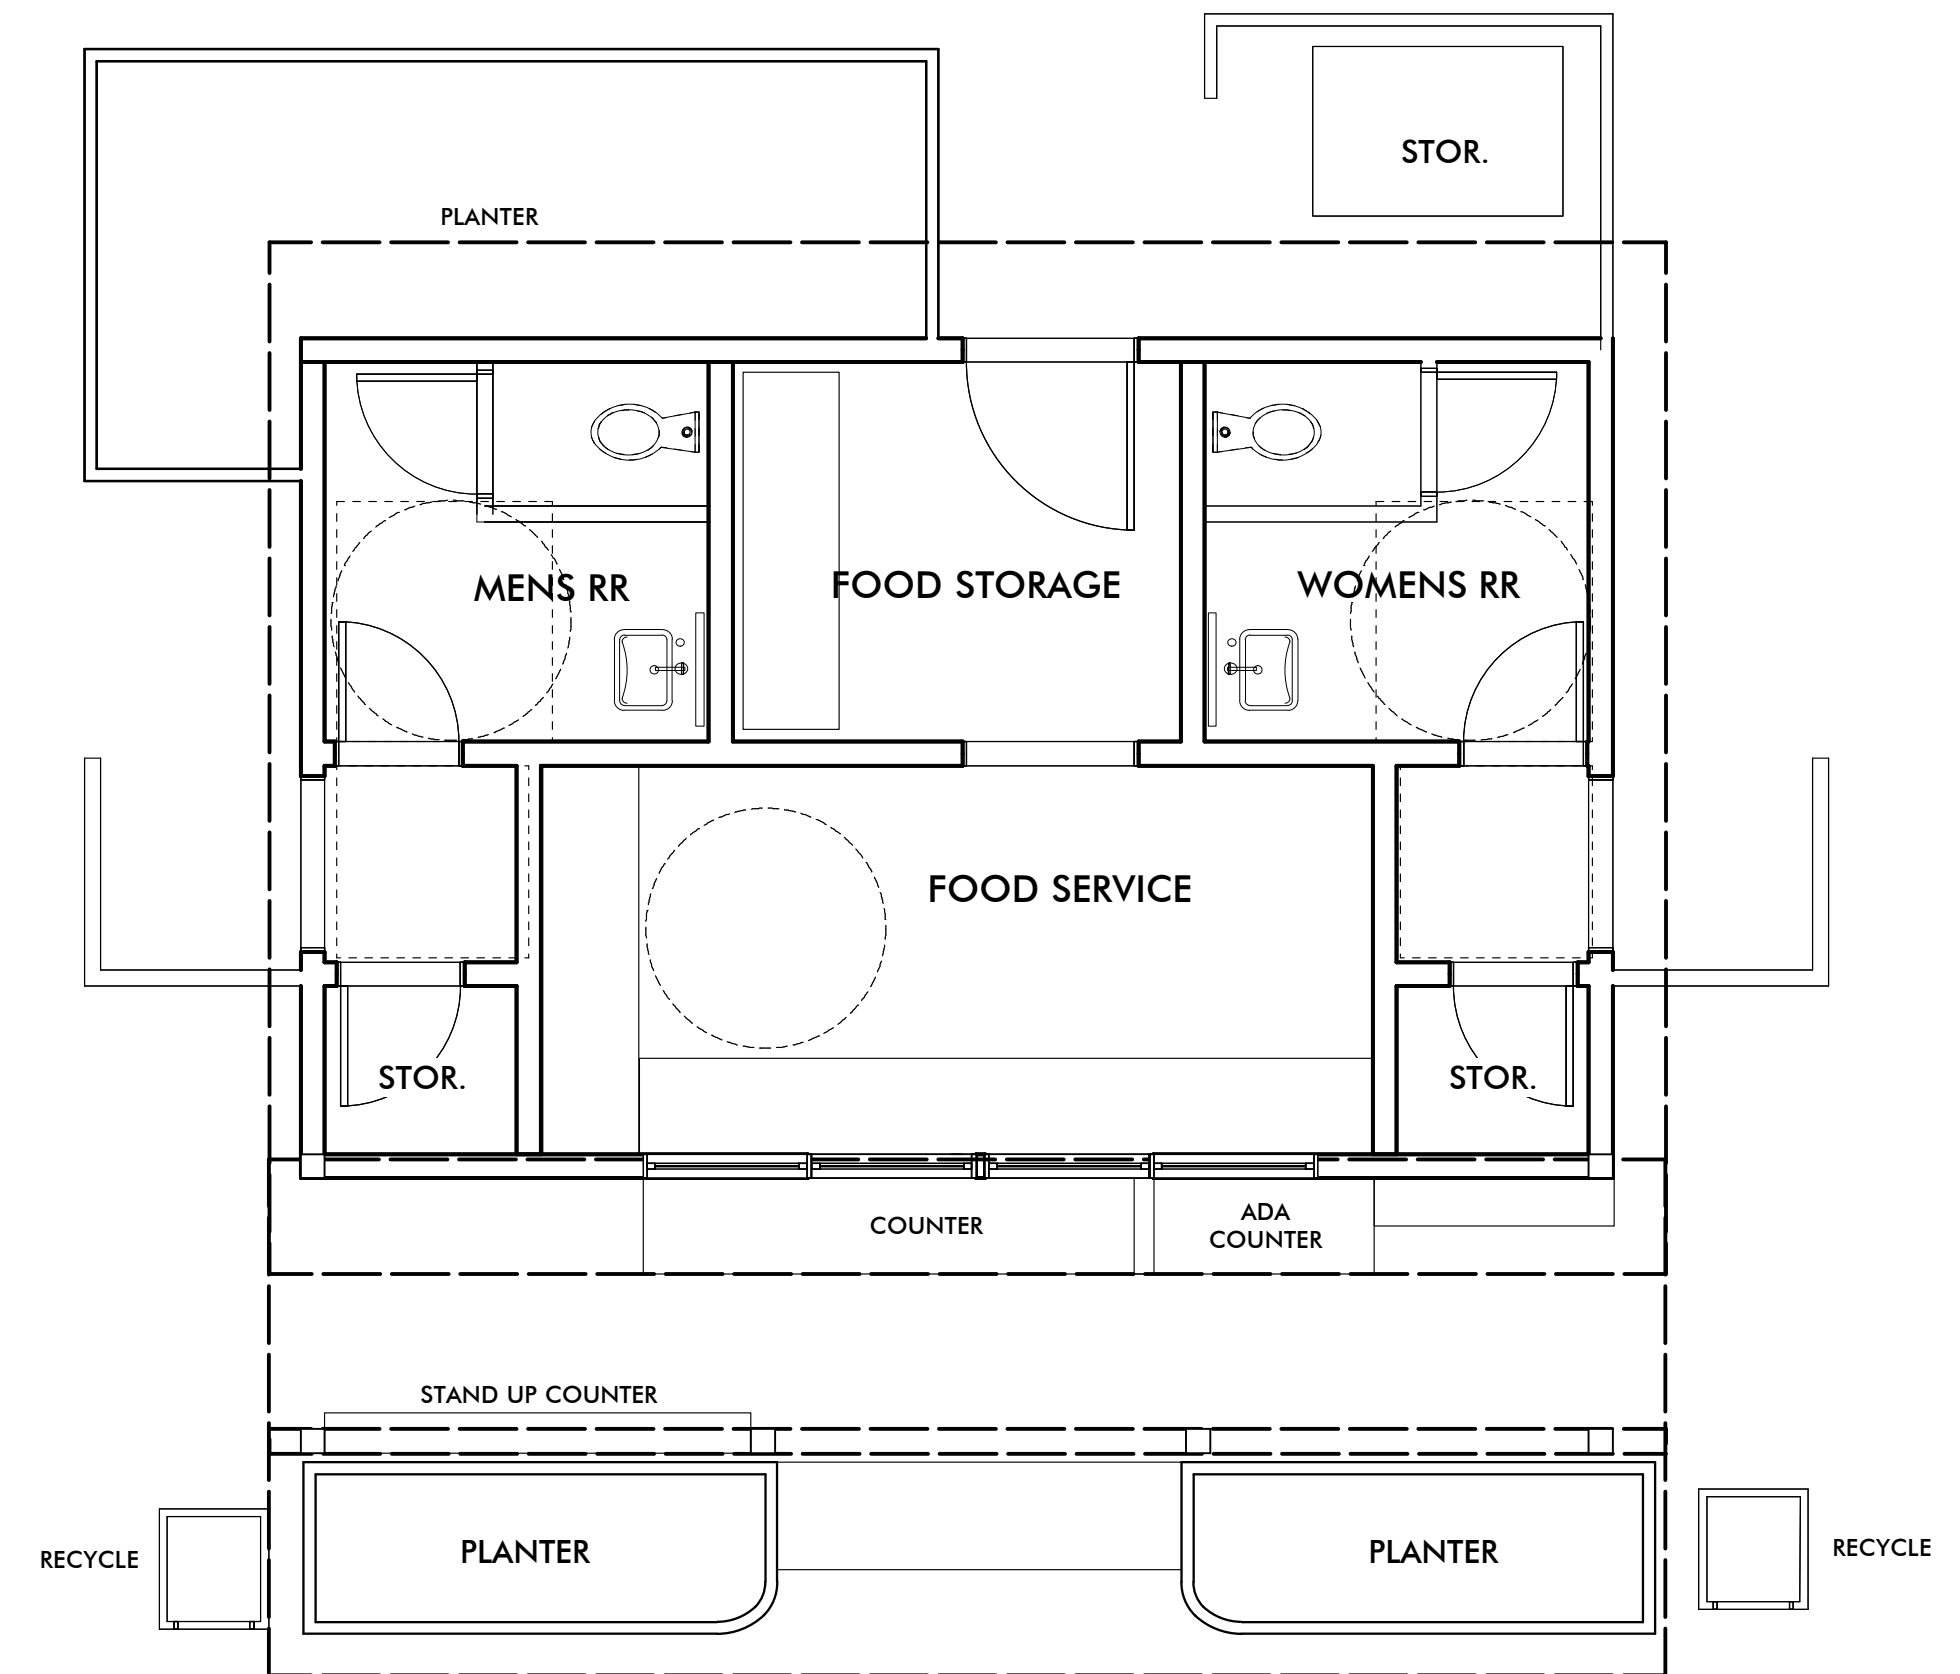 STOR.
PLANTER
MENS RR
FOOD STORAGE
WOMENS RR
FOOD SERVICE
STOR.
STOR.
COUNTER
ADA
COUNTER
STAND UP COUNTER
RECYCLE
PLANTER
PLANTER
RECYCLE